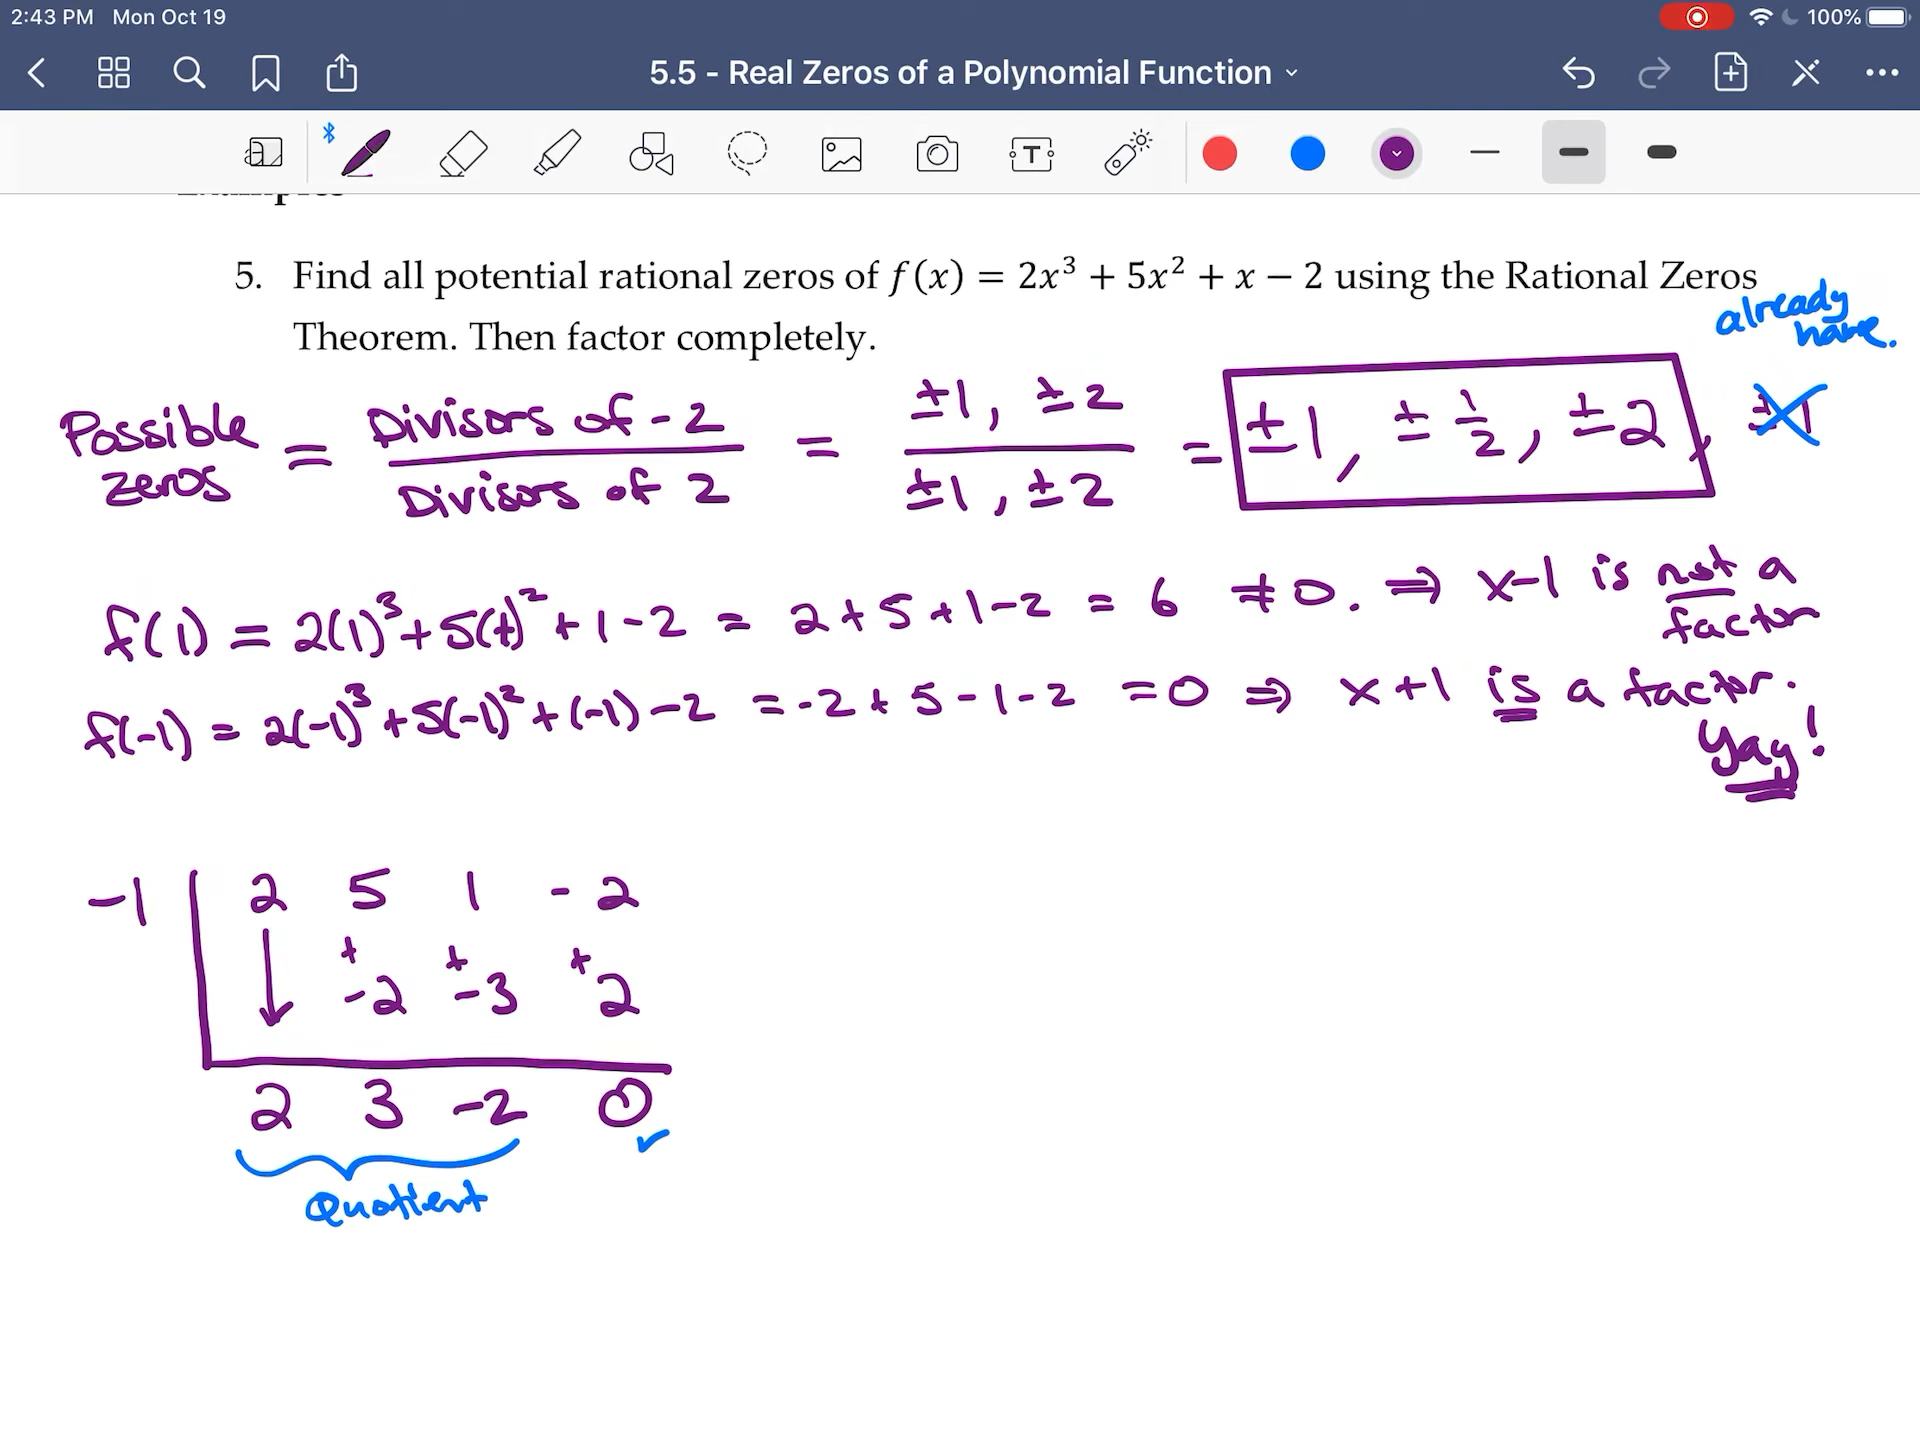 2:43 PM Mon Oct 19
100%
5.5 - Real Zeros of a Polynomial Function
Examples
5. Find all potential rational zeros of f(x) = 2x³ + 5x² + x − 2 using the Rational Zeros
Theorem. Then factor completely.
already have.
Possible zeros = Divisors of -2 / Divisors of 2 = ±1, ±2 / ±1, ±2 = ±1, ± 1/2, ±2, ±1
f(1) = 2(1)³ + 5(1)² + 1 - 2 = 2 + 5 + 1 - 2 = 6 ≠ 0. ⇒ x-1 is not a factor
f(-1) = 2(-1)³ + 5(-1)² + (-1) - 2 = -2 + 5 - 1 - 2 = 0 ⇒ x+1 is a factor.
Yay!
-1 | 2 5 1 - 2
+ + +
-2 -3 2
2 3 -2 0
Quotient